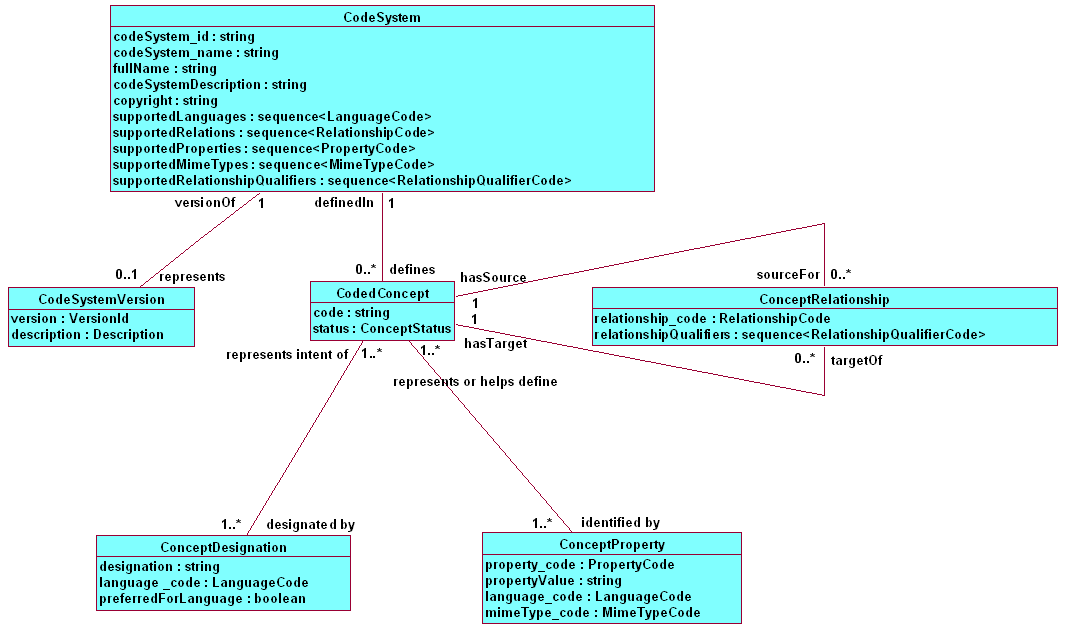 CodeSystem
codeSystem_id : string
codeSystem_name : string
fullName : string
codeSystemDescription : string
copyright : string
supportedLanguages : sequence<LanguageCode>
supportedRelations : sequence<RelationshipCode>
supportedProperties : sequence<PropertyCode>
supportedMimeTypes : sequence<MimeTypeCode>
supportedRelationshipQualifiers : sequence<RelationshipQualifierCode>
versionOf 1 definedIn 1
0..1 represents
0..* defines
hasSource
1
sourceFor 0..*
CodeSystemVersion
version : VersionId
description : Description
CodedConcept
code : string
status : ConceptStatus
ConceptRelationship
relationship_code : RelationshipCode
relationshipQualifiers : sequence<RelationshipQualifierCode>
1
hasTarget
0..* targetOf
represents intent of 1..* 1..*
represents or helps define
1..* designated by
1..* identified by
ConceptDesignation
designation : string
language _code : LanguageCode
preferredForLanguage : boolean
ConceptProperty
property_code : PropertyCode
propertyValue : string
language_code : LanguageCode
mimeType_code : MimeTypeCode